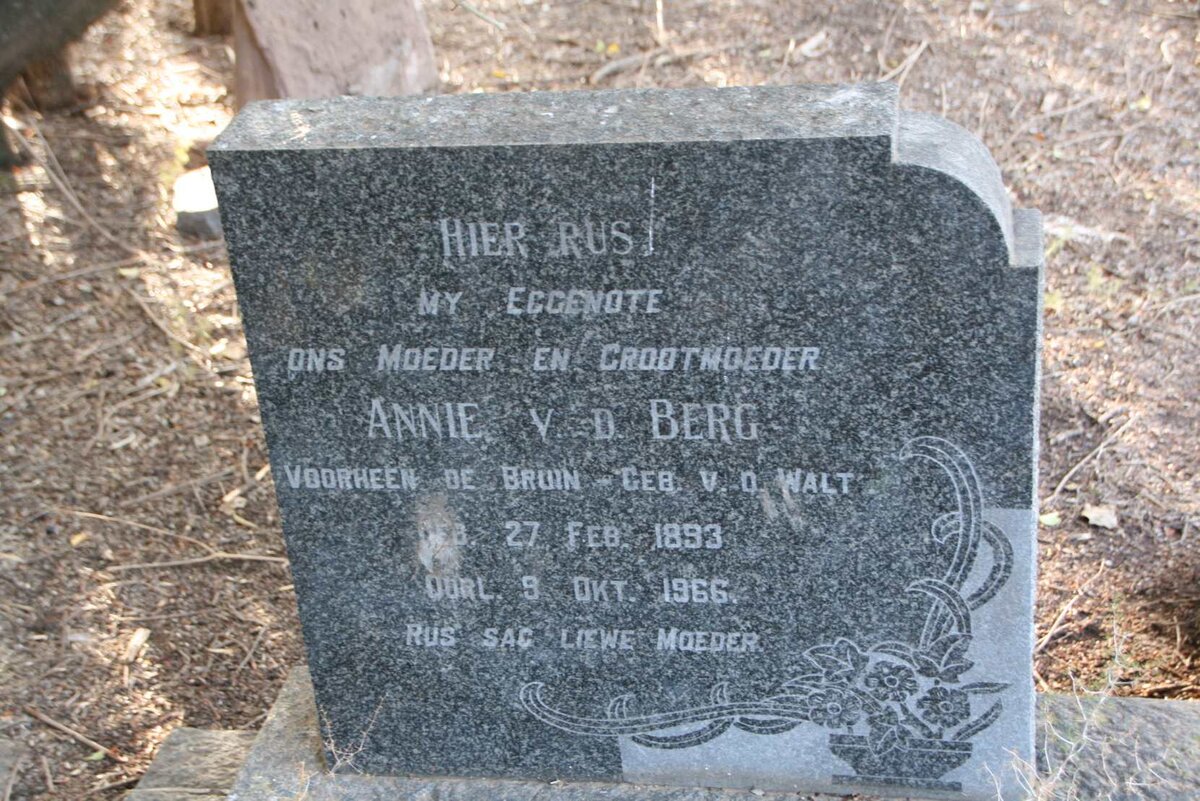 HIER RUS
MY EGGENOTE
ONS MOEDER EN GROOTMOEDER
ANNIE V. D. BERG
VOORHEEN DE BRUIN - GEB. V. D. WALT
GEB. 27 FEB. 1893
OORL. 9 OKT. 1966.
RUS SAG LIEWE MOEDER.